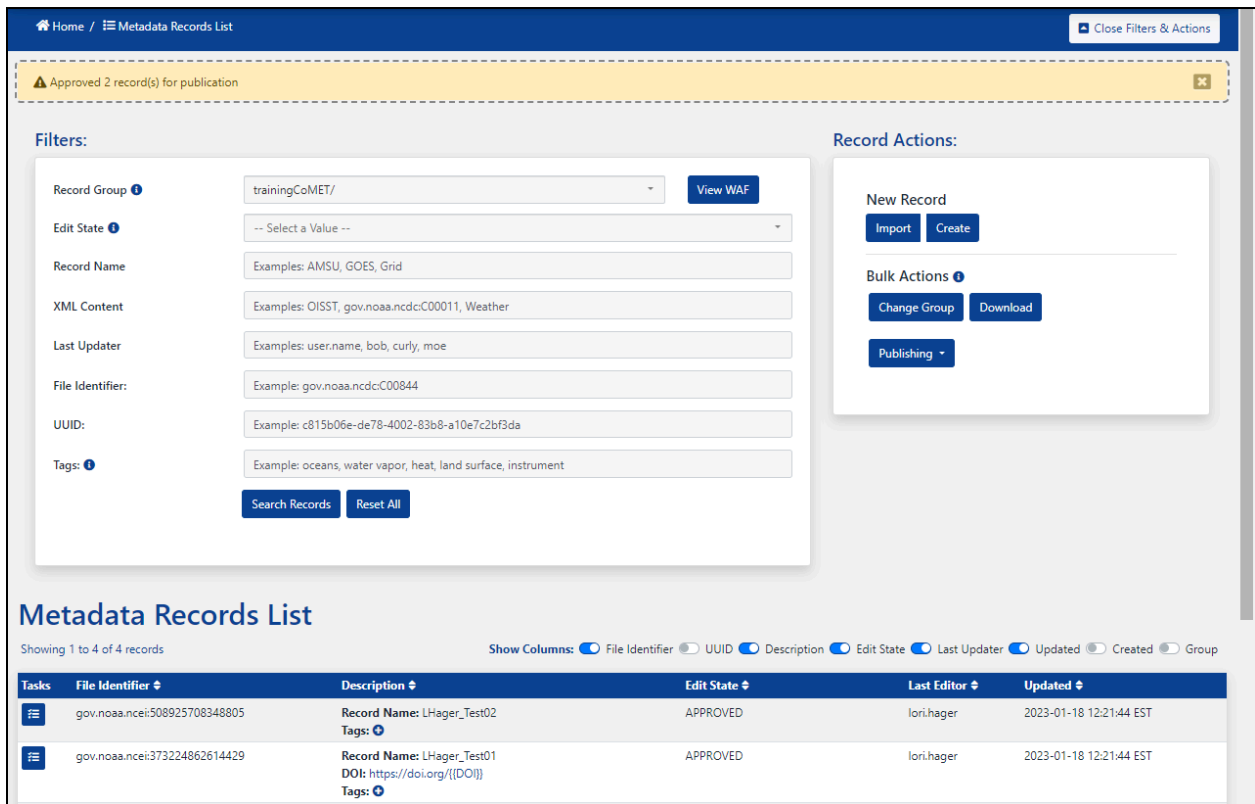 Home / Metadata Records List
Close Filters & Actions
Approved 2 record(s) for publication
Filters:
Record Actions:
Record Group
trainingCoMET/
View WAF
New Record
Import Create
Edit State
-- Select a Value --
Record Name
Examples: AMSU, GOES, Grid
Bulk Actions
Change Group Download
XML Content
Examples: OISST, gov.noaa.ncdc:C00011, Weather
Last Updater
Examples: user.name, bob, curly, moe
Publishing
File Identifier:
Example: gov.noaa.ncdc:C00844
UUID:
Example: c815b06e-de78-4002-83b8-a10e7c2bf3da
Tags:
Example: oceans, water vapor, heat, land surface, instrument
Search Records Reset All
Metadata Records List
Showing 1 to 4 of 4 records
Show Columns: File Identifier UUID Description Edit State Last Updater Updated Created Group
Tasks File Identifier Description Edit State Last Editor Updated
gov.noaa.ncei:508925708348805 Record Name: LHager_Test02 APPROVED lori.hager 2023-01-18 12:21:44 EST
Tags:
gov.noaa.ncei:373224862614429 Record Name: LHager_Test01 APPROVED lori.hager 2023-01-18 12:21:44 EST
DOI: https://doi.org/{{DOI}}
Tags: